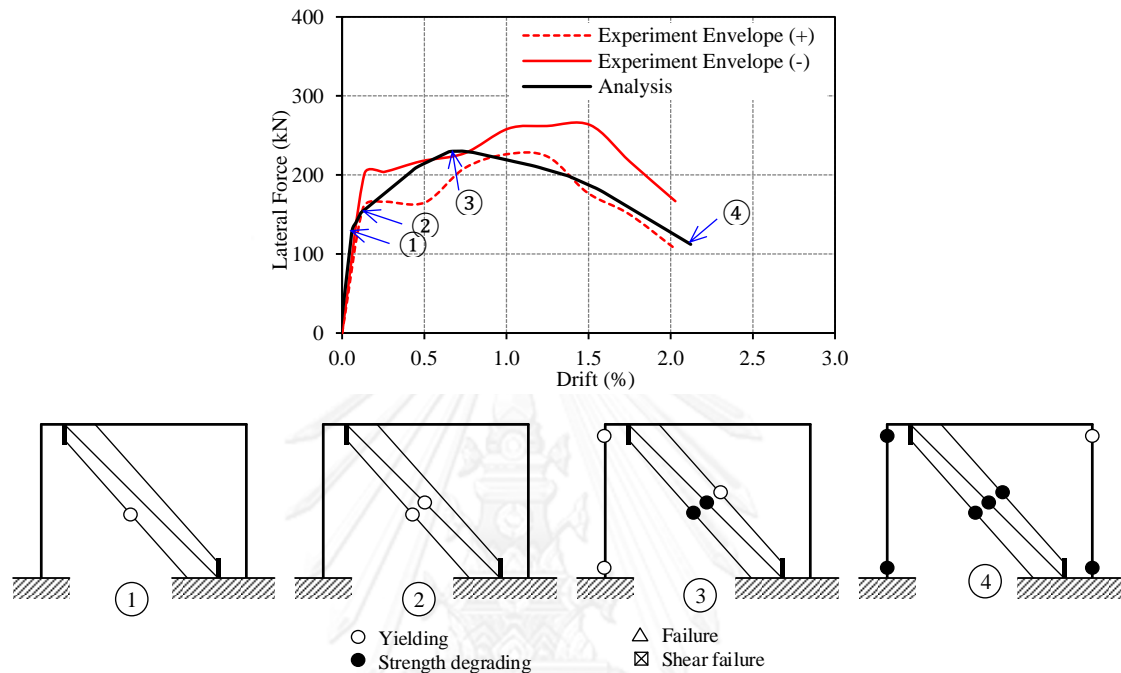 400
300
200
100
0
Lateral Force (kN)
Experiment Envelope (+)
Experiment Envelope (-)
Analysis
3
2
1
4
0.0 0.5 1.0 1.5 2.0 2.5 3.0
Drift (%)
1 2 3 4
Yielding Failure
Strength degrading Shear failure